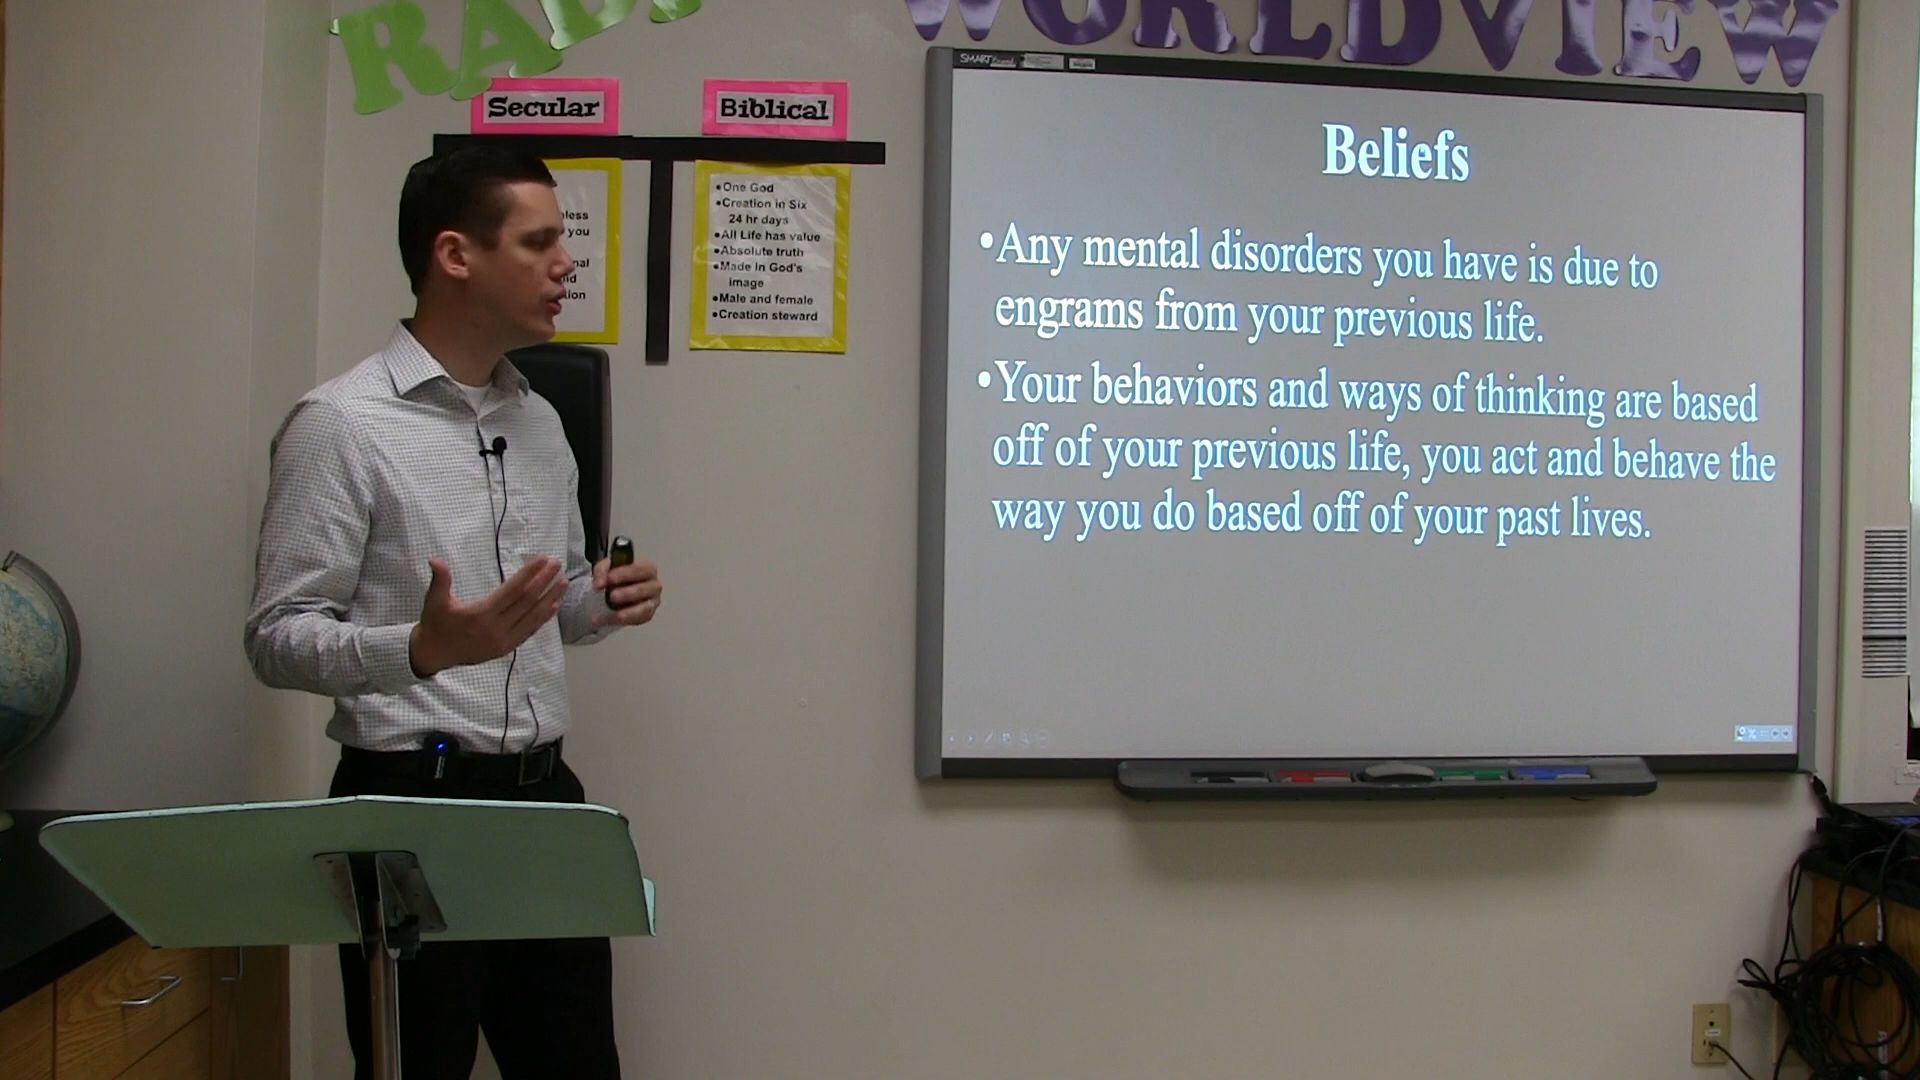 RAD
WORLDVIEW
SMART
Secular
Biblical
you
•One God
•Creation in Six
24 hr days
•All Life has value
•Absolute truth
•Made in God's
image
•Male and female
•Creation steward
Beliefs
•Any mental disorders you have is due to
engrams from your previous life.
•Your behaviors and ways of thinking are based
off of your previous life, you act and behave the
way you do based off of your past lives.